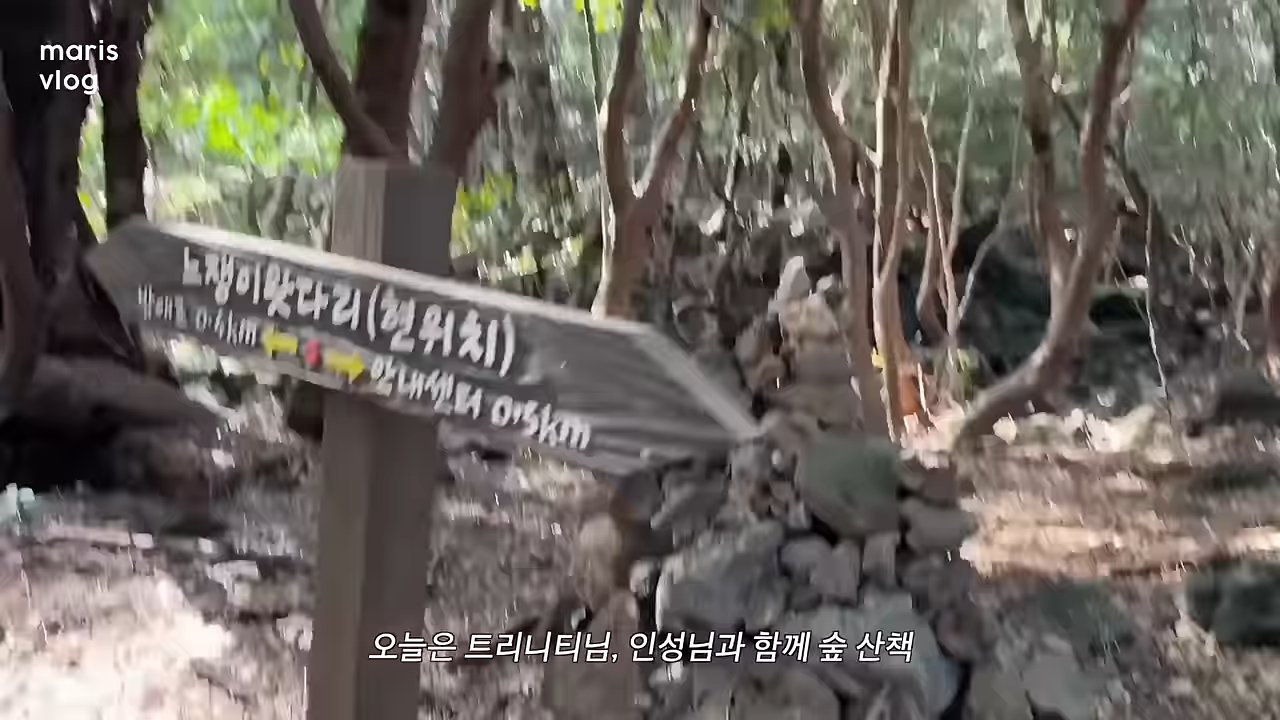 maris
vlog
노쟁이왓다리(현위치)
0.4km
안내센터 0.5km
오늘은 트리니티님, 인성님과 함께 숲 산책